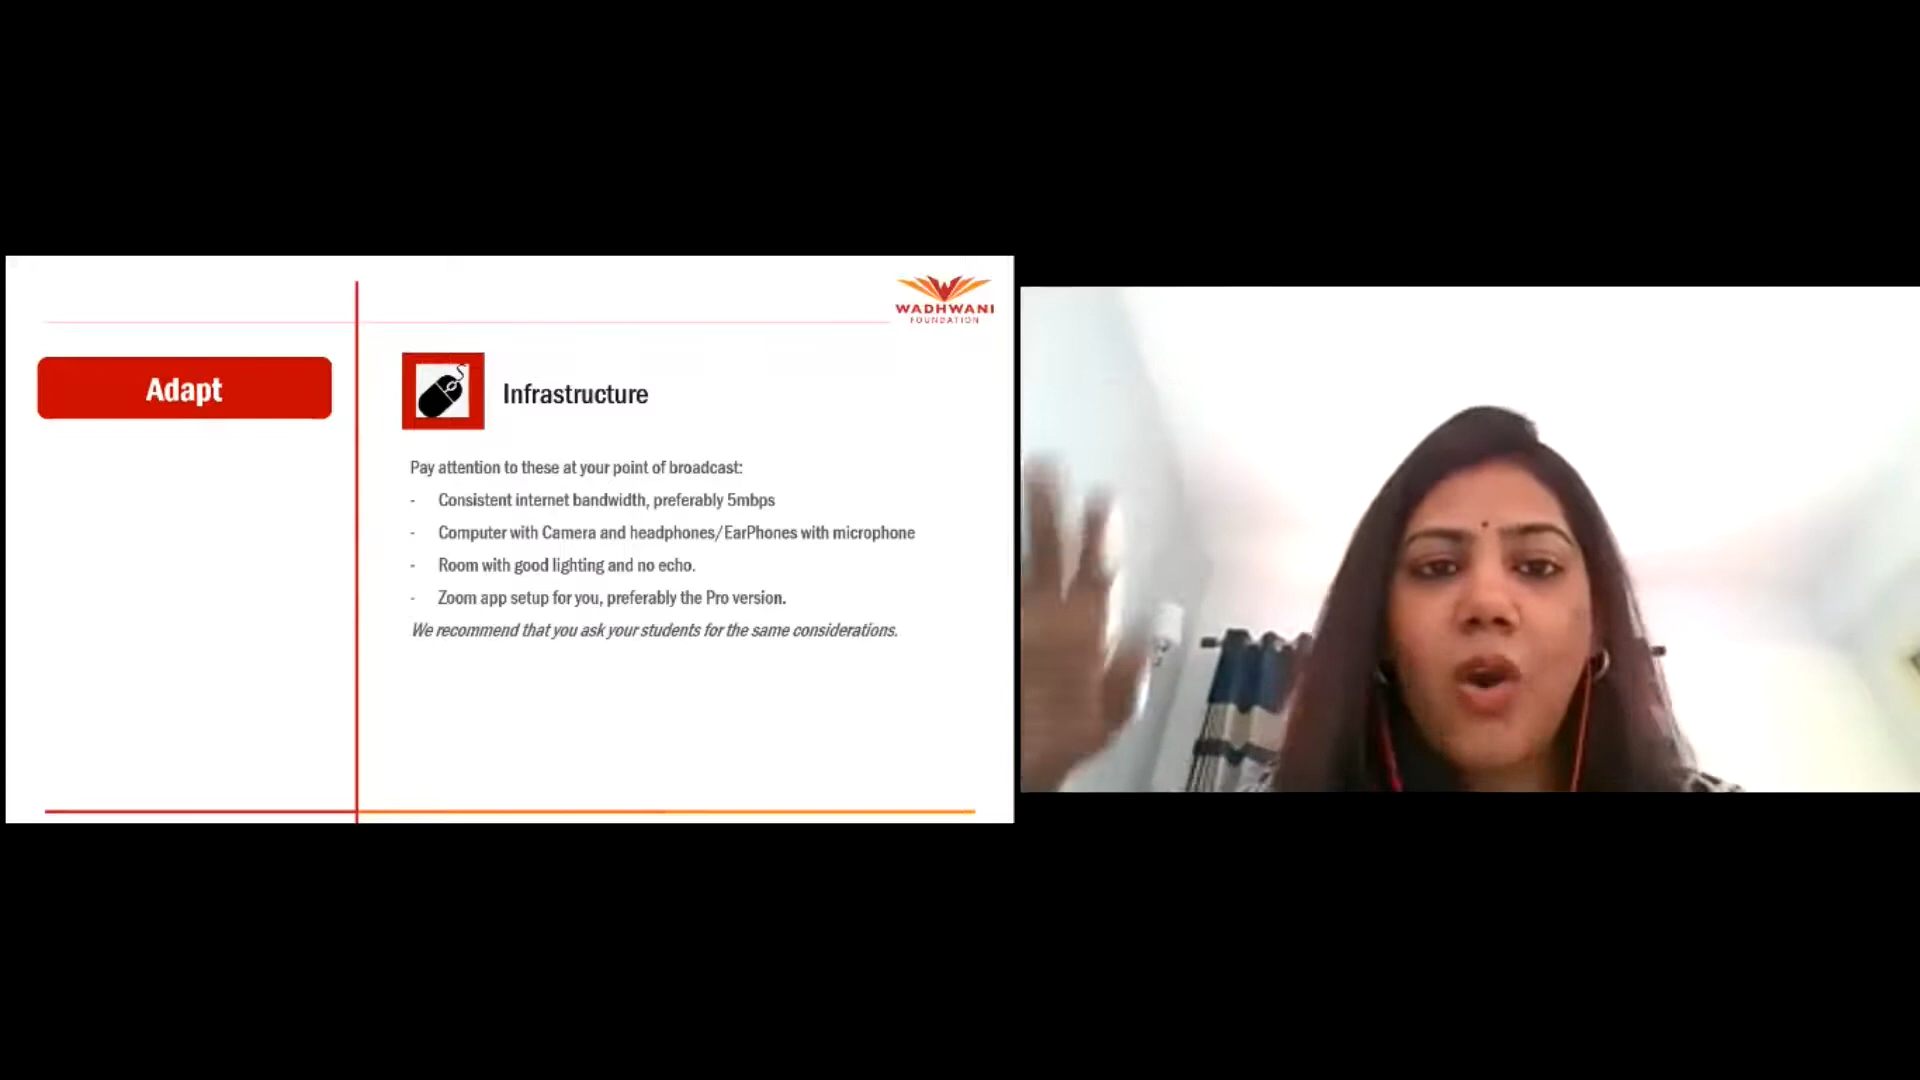 WADHWANI
FOUNDATION
Adapt
Infrastructure
Pay attention to these at your point of broadcast:
- Consistent internet bandwidth, preferably 5mbps
- Computer with Camera and headphones/EarPhones with microphone
- Room with good lighting and no echo.
- Zoom app setup for you, preferably the Pro version.
We recommend that you ask your students for the same considerations.